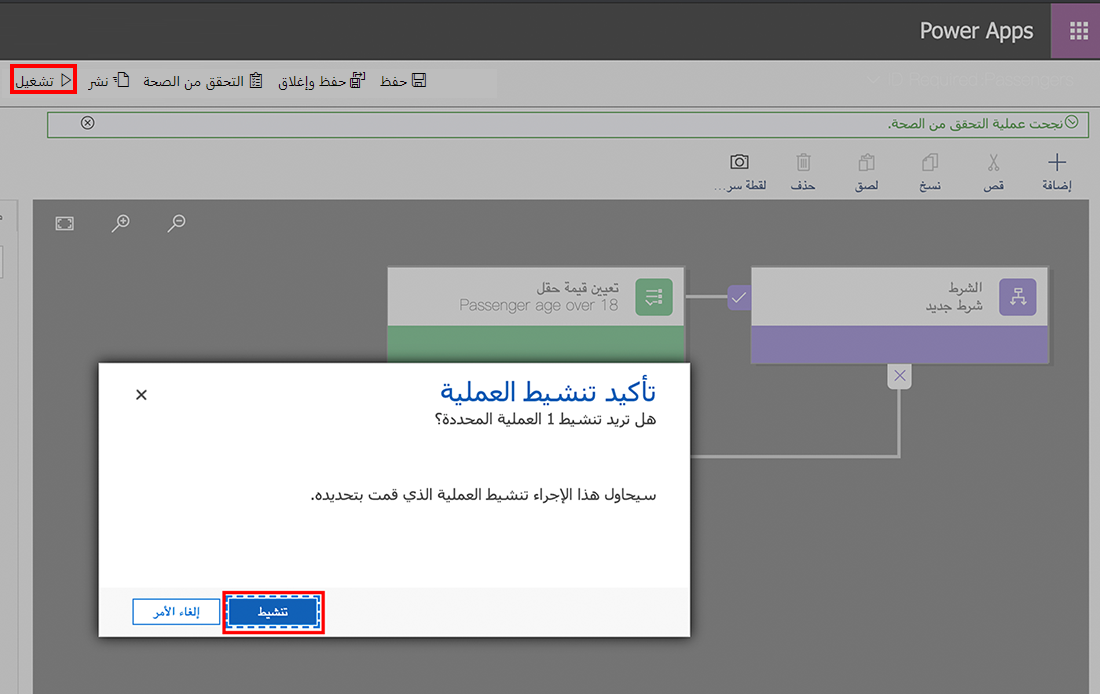 Power Apps
حفظ
حفظ وإغلاق
التحقق من الصحة
نشر
تشغيل
نجحت عملية التحقق من الصحة.
إضافة
قص
نسخ
لصق
حذف
لقطة سر...
الشرط
شرط جديد
تعيين قيمة حقل
Passenger age over 18
تأكيد تنشيط العملية
هل تريد تنشيط 1 العملية المحددة؟
سيحاول هذا الإجراء تنشيط العملية الذي قمت بتحديده.
تنشيط
إلغاء الأمر